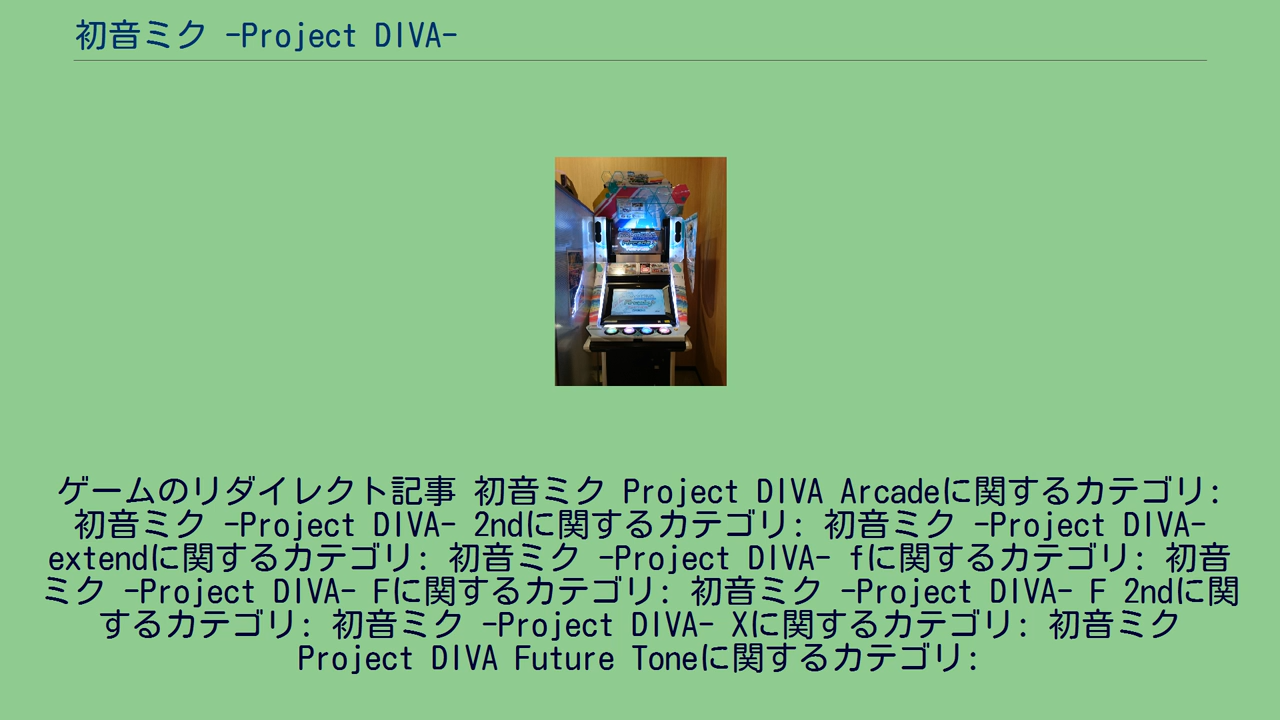 初音ミク -Project DIVA-
ゲームのリダイレクト記事 初音ミク Project DIVA Arcadeに関するカテゴリ:
初音ミク -Project DIVA- 2ndに関するカテゴリ: 初音ミク -Project DIVA-
extendに関するカテゴリ: 初音ミク -Project DIVA- fに関するカテゴリ: 初音
ミク -Project DIVA- Fに関するカテゴリ: 初音ミク -Project DIVA- F 2ndに関
するカテゴリ: 初音ミク -Project DIVA- Xに関するカテゴリ: 初音ミク
Project DIVA Future Toneに関するカテゴリ: